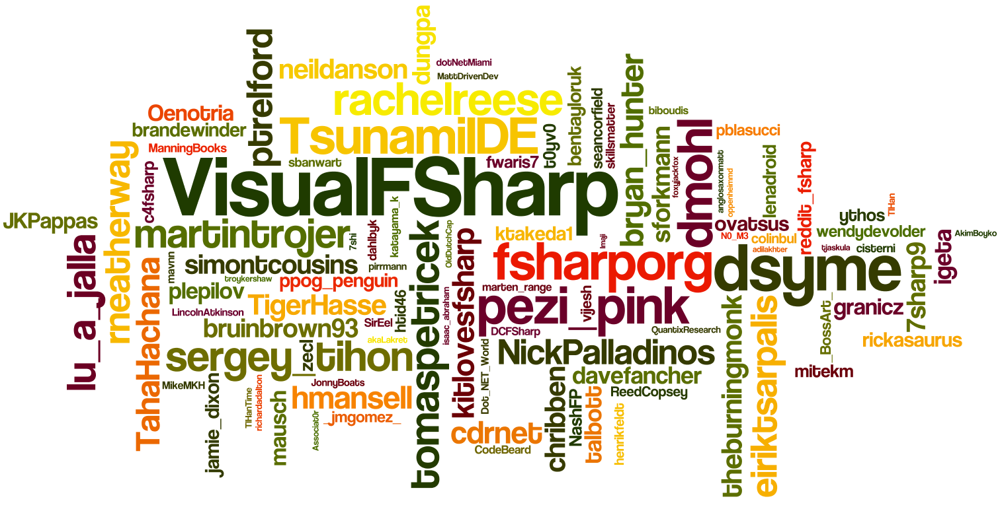 dungpa
dotNetMiami
MattDrivenDev
neildanson
ptrelford
rachelreese
bentayloruk
seancorfield
skillsmatter
bryan_hunter
biboudis
Oenotria
brandewinder
ManningBooks
TsunamiIDE
t0yv0
sbanwart
fwaris7
sforkmann
foxyjackfox
dmohl
pblasucci
anglosaxonmatt
oppenheimmd
lenadroid
reddit_fsharp
rneatherway
c4fsharp
VisualFSharp
JKPappas
lu_a_jalla
martintrojer
7shi
dahlbyk
katayama_k
OldDutchCap
tomaspetricek
kitlovesfsharp
ktakeda1
lmaji
ovatsus
N0_M3
colinbul
adilakhter
ythos
TIHan
wendydevolder
tjaskula
cisterni
igeta
AkimBoyko
TahaHachana
mavnn
simontcousins
pirrmann
troykershaw
ppog_penguin
fsharporg
dsyme
7sharp9
plepilov
TigerHasse
LincolnAtkinson
SirEel
htid46
isaac_abraham
marten_range
vijesh
pezi_pink
DCFSharp
QuantixResearch
granicz
_BossArt_
rickasaurus
bruinbrown93
akaLakret
sergey_tihon
_zecl
Dot_NET_World
NickPalladinos
theburningmonk
eiriktsarpalis
mitekm
davefancher
ReedCopsey
MikeMKH
jamie_dixon
TIHanTime
richardadalton
mausch
JonnyBoats
hmansell
_jmgomez_
Associat0r
cdrnet
CodeBeard
chribben
NashFP
talbott
henrikfeldt